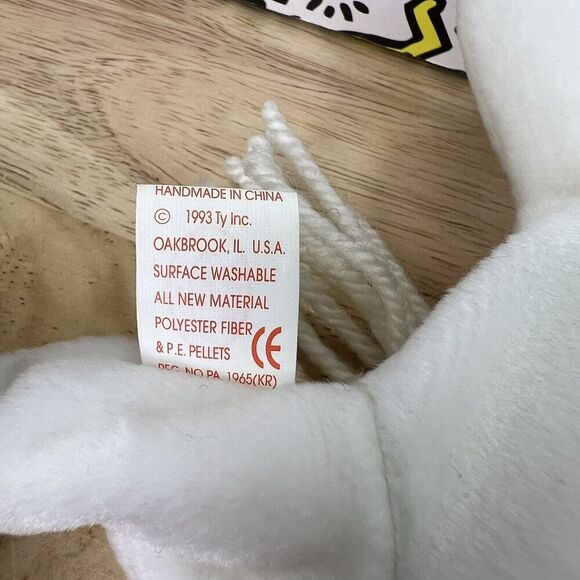 HANDMADE IN CHINA
© 1993 Ty Inc.
OAKBROOK, IL. U.S.A.
SURFACE WASHABLE
ALL NEW MATERIAL
POLYESTER FIBER
& P.E. PELLETS CE
REG. NO PA. 1965(KR)